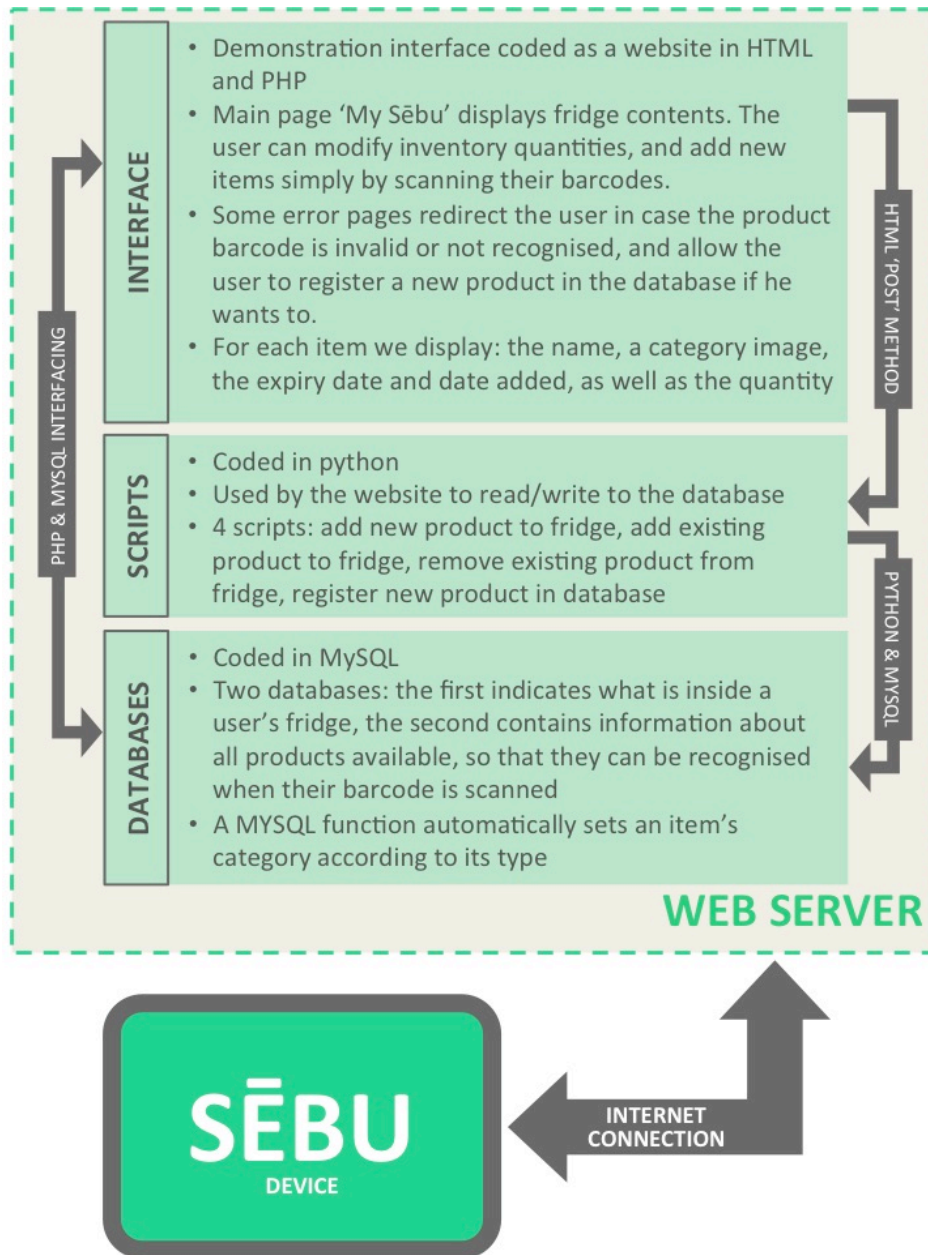 INTERFACE
• Demonstration interface coded as a website in HTML
and PHP
• Main page ‘My Sēbu’ displays fridge contents. The
user can modify inventory quantities, and add new
items simply by scanning their barcodes.
• Some error pages redirect the user in case the product
barcode is invalid or not recognised, and allow the
user to register a new product in the database if he
wants to.
• For each item we display: the name, a category image,
the expiry date and date added, as well as the quantity
HTML ‘POST’ METHOD
PHP & MYSQL INTERFACING
SCRIPTS
• Coded in python
• Used by the website to read/write to the database
• 4 scripts: add new product to fridge, add existing
product to fridge, remove existing product from
fridge, register new product in database
PYTHON & MYSQL
DATABASES
• Coded in MySQL
• Two databases: the first indicates what is inside a
user’s fridge, the second contains information about
all products available, so that they can be recognised
when their barcode is scanned
• A MYSQL function automatically sets an item’s
category according to its type
WEB SERVER
SĒBU
DEVICE
INTERNET
CONNECTION